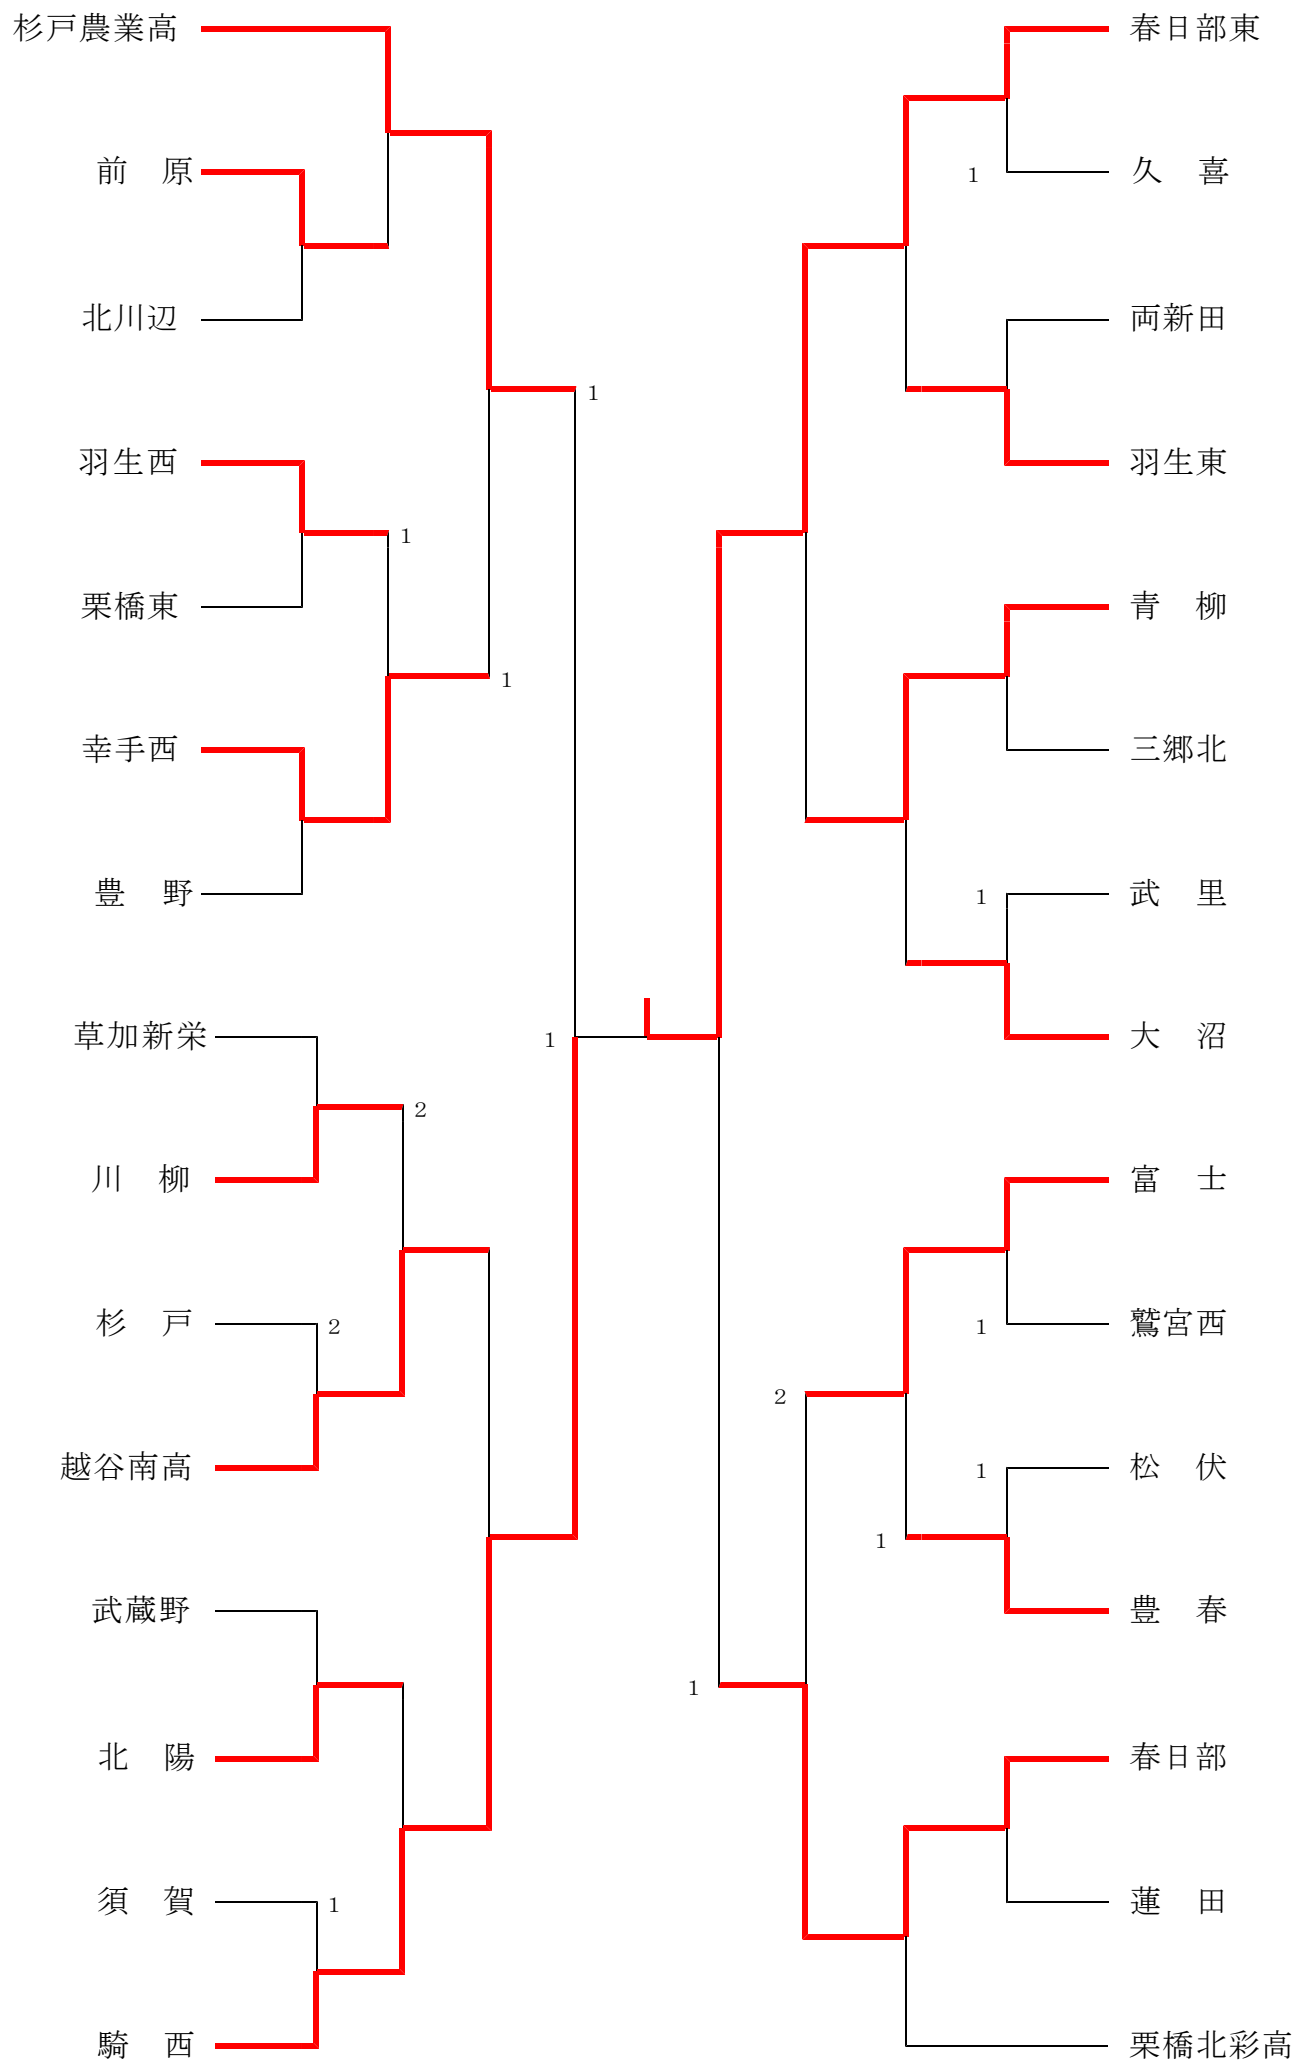 杉戸農業高
前　原
北川辺
羽生西
1
栗橋東
幸手西
豊　野
1
1
草加新栄
川　柳
2
杉　戸
2
越谷南高
武蔵野
北　陽
須　賀
1
騎　西
1
春日部東
久　喜
1
両新田
羽生東
青　柳
三郷北
武　里
1
大　沼
富　士
鷲宮西
1
2
松　伏
1
1
豊　春
1
春日部
蓮　田
栗橋北彩高